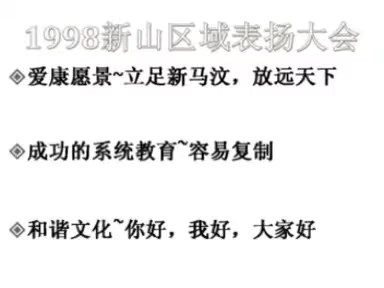 1998新山区域表扬大会
爱康愿景~立足新马汶，放远天下
成功的系统教育~容易复制
和谐文化~你好，我好，大家好